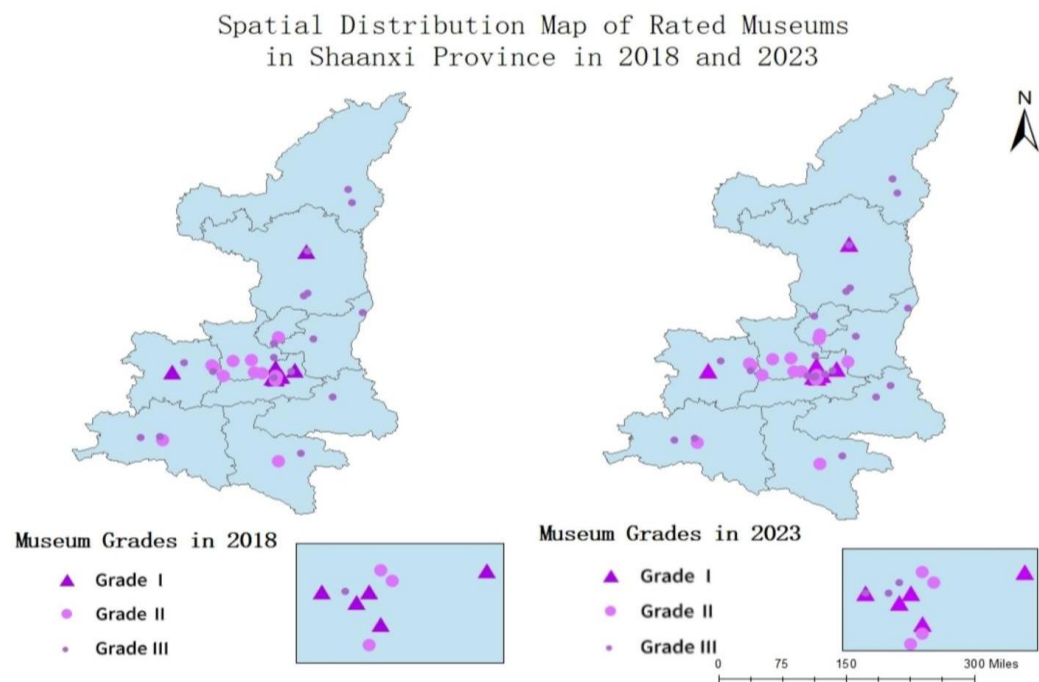 Spatial Distribution Map of Rated Museums
in Shaanxi Province in 2018 and 2023
N
Museum Grades in 2018
Grade I
Grade II
Grade III
Museum Grades in 2023
Grade I
Grade II
Grade III
0 75 150 300 Miles